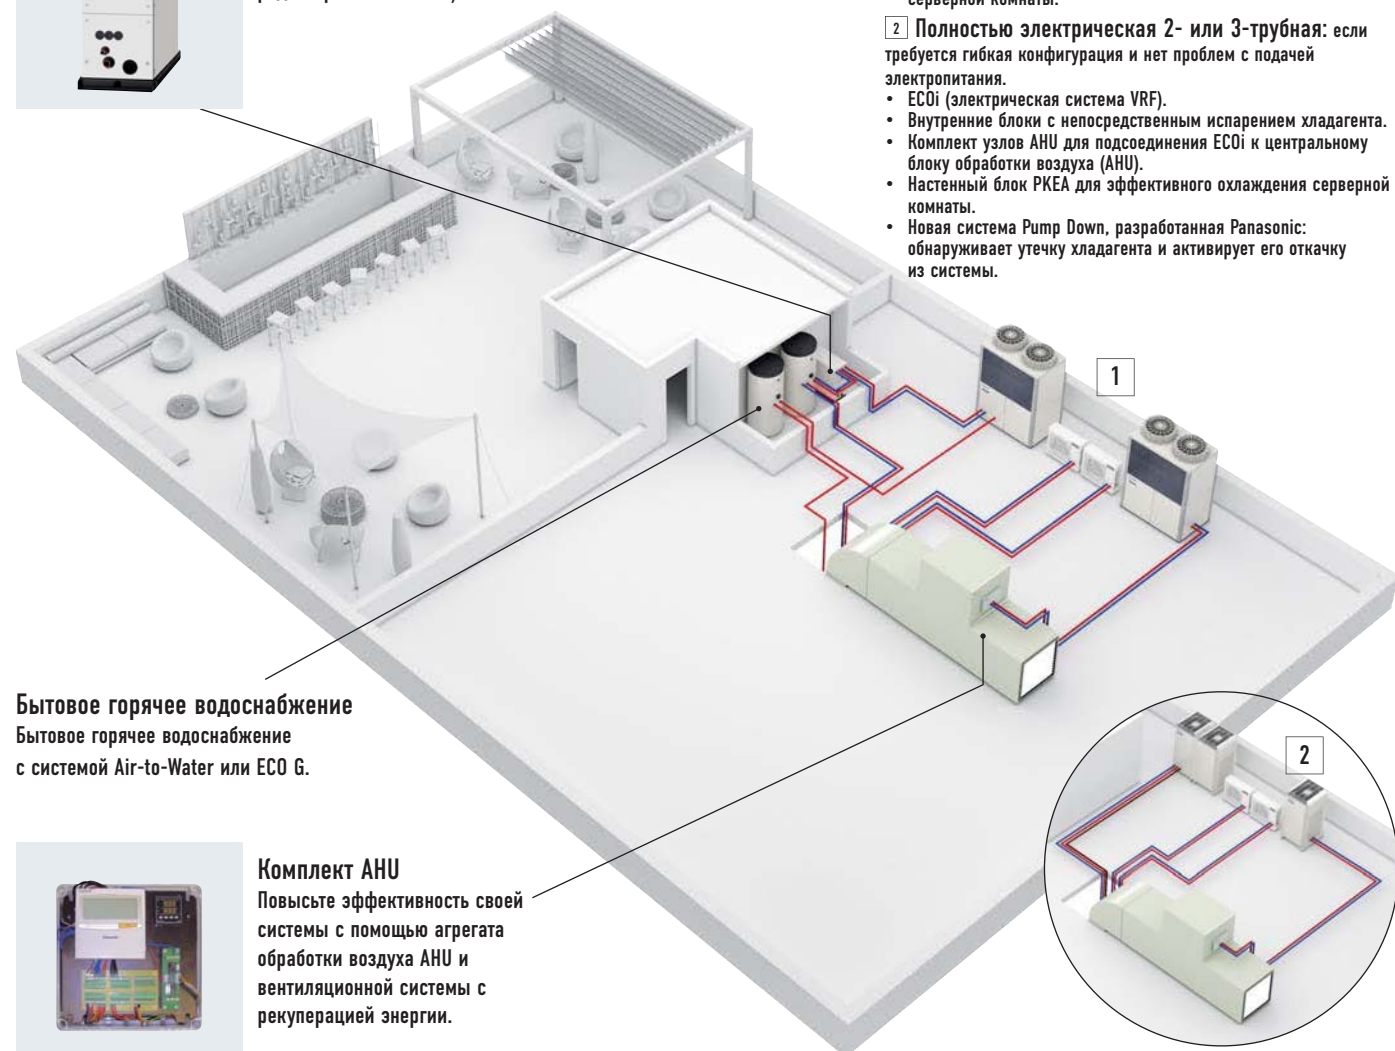 2 Полностью электрическая 2- или 3-трубная: если
требуется гибкая конфигурация и нет проблем с подачей
электропитания.
• ECOi (электрическая система VRF).
• Внутренние блоки с непосредственным испарением хладагента.
• Комплект узлов AHU для подсоединения ECOi к центральному
блоку обработки воздуха (AHU).
• Настенный блок PKEA для эффективного охлаждения серверной
комнаты.
• Новая система Pump Down, разработанная Panasonic:
обнаруживает утечку хладагента и активирует его откачку
из системы.
1
Бытовое горячее водоснабжение
Бытовое горячее водоснабжение
с системой Air-to-Water или ECO G.
2
Комплект AHU
Повысьте эффективность своей
системы с помощью агрегата
обработки воздуха AHU и
вентиляционной системы с
рекуперацией энергии.